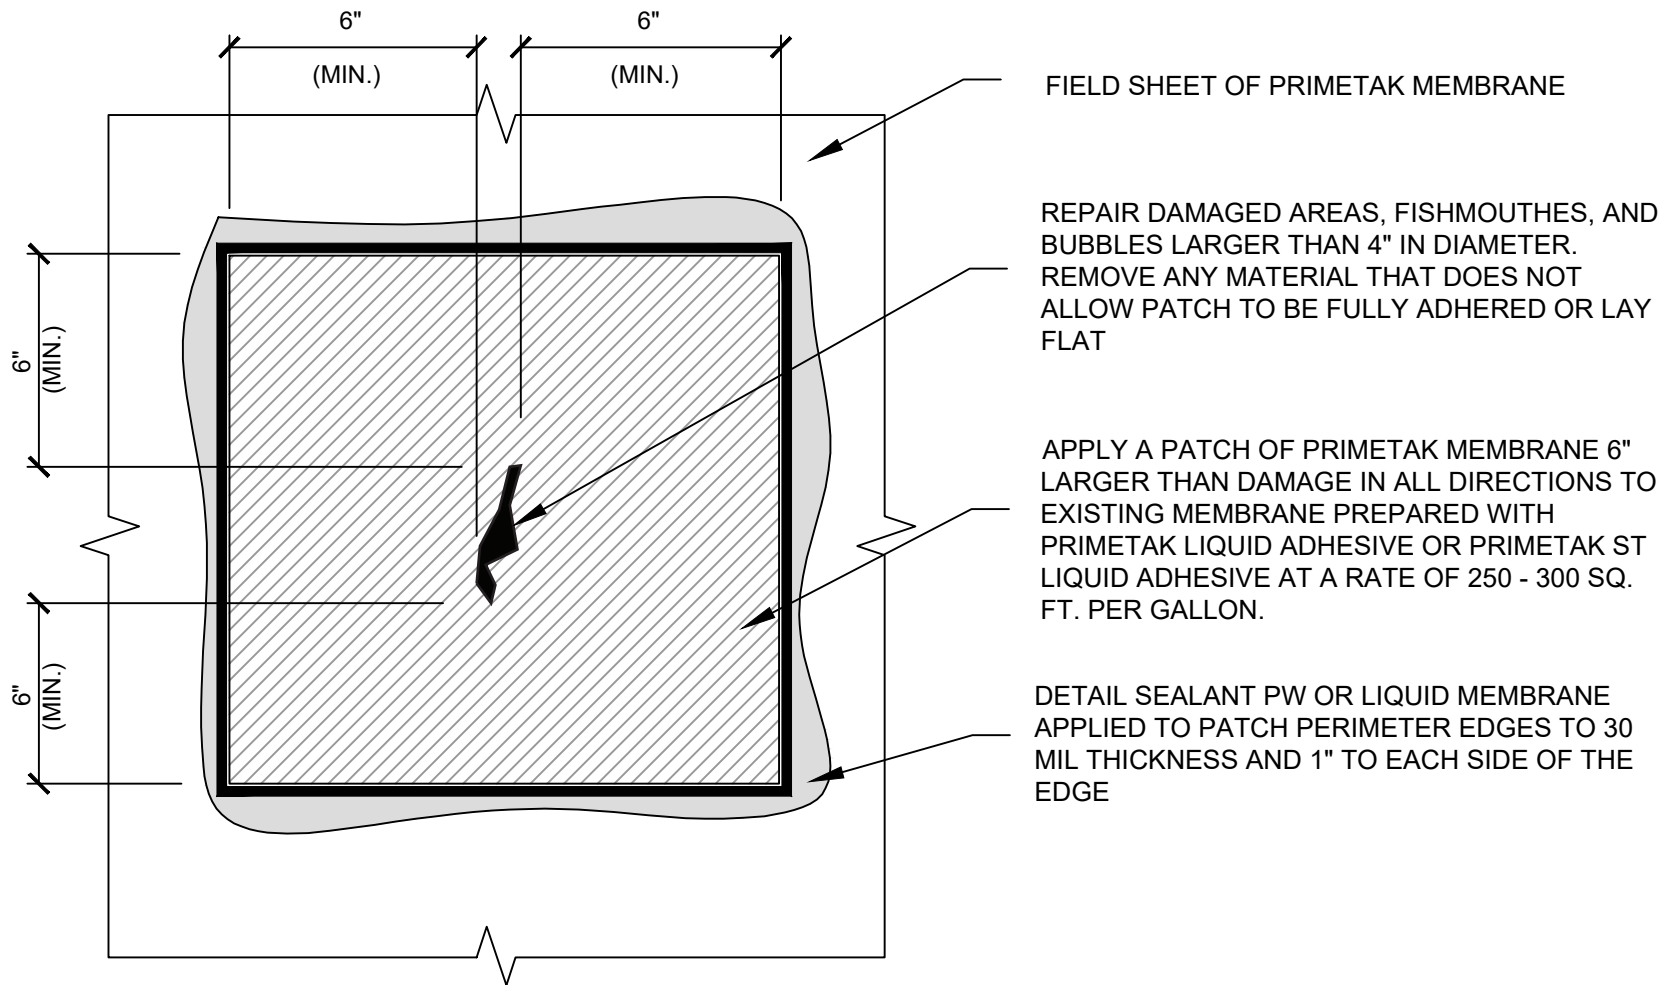 6"
(MIN.)
6"
(MIN.)
FIELD SHEET OF PRIMETAK MEMBRANE
REPAIR DAMAGED AREAS, FISHMOUTHES, AND
BUBBLES LARGER THAN 4" IN DIAMETER.
REMOVE ANY MATERIAL THAT DOES NOT
ALLOW PATCH TO BE FULLY ADHERED OR LAY
FLAT
6"
(MIN.)
APPLY A PATCH OF PRIMETAK MEMBRANE 6"
LARGER THAN DAMAGE IN ALL DIRECTIONS TO
EXISTING MEMBRANE PREPARED WITH
PRIMETAK LIQUID ADHESIVE OR PRIMETAK ST
LIQUID ADHESIVE AT A RATE OF 250 - 300 SQ.
FT. PER GALLON.
6"
(MIN.)
DETAIL SEALANT PW OR LIQUID MEMBRANE
APPLIED TO PATCH PERIMETER EDGES TO 30
MIL THICKNESS AND 1" TO EACH SIDE OF THE
EDGE